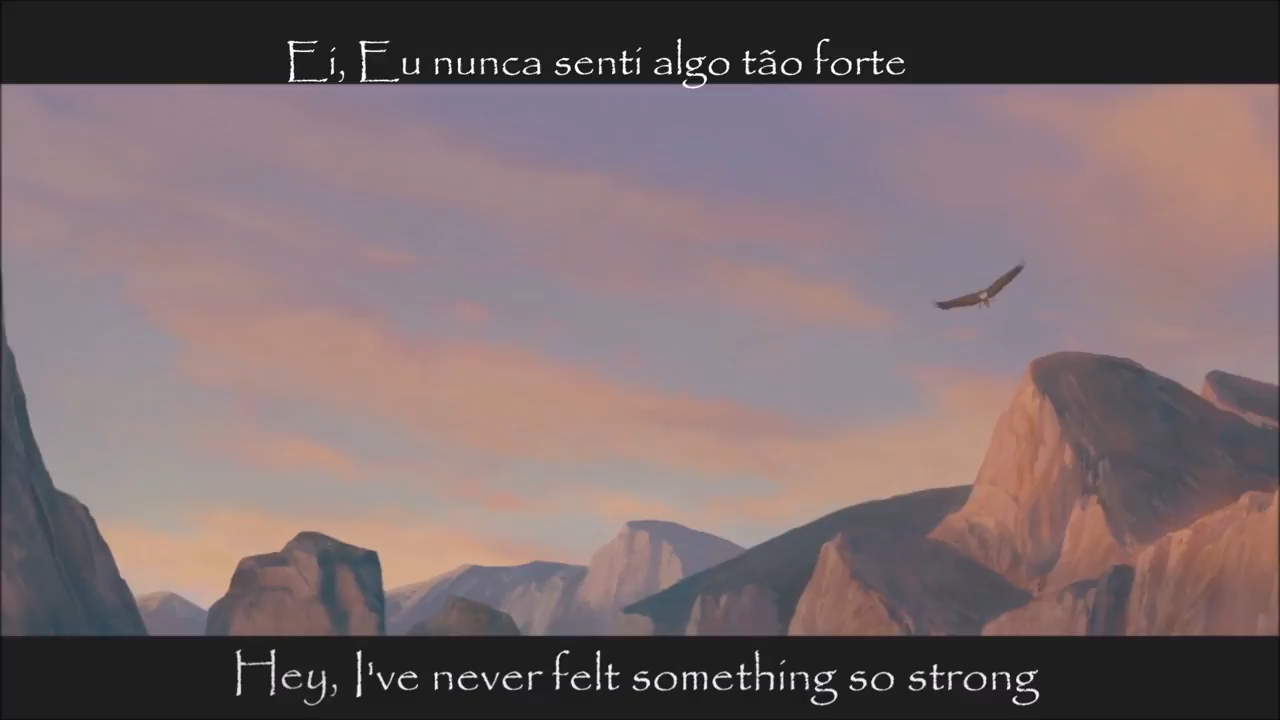 Ei, Eu nunca senti algo tão forte
Hey, I've never felt something so strong